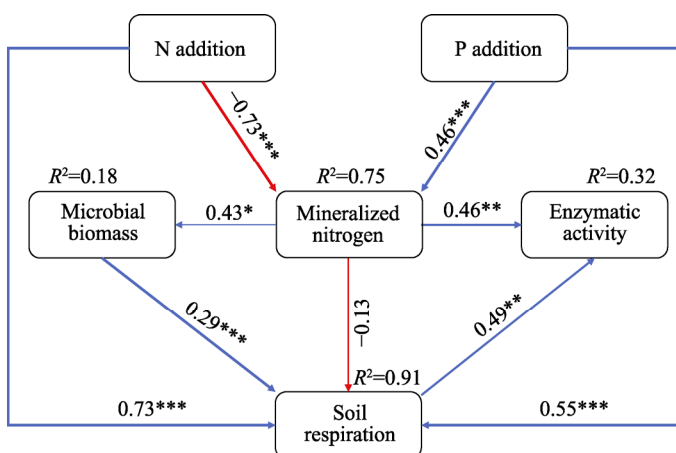 N addition
P addition
−0.73***
0.46***
R²=0.18
R²=0.75
R²=0.32
Microbial
biomass
0.43*
Mineralized
nitrogen
0.46**
Enzymatic
activity
0.29***
−0.13
0.49**
R²=0.91
0.73***
Soil
respiration
0.55***